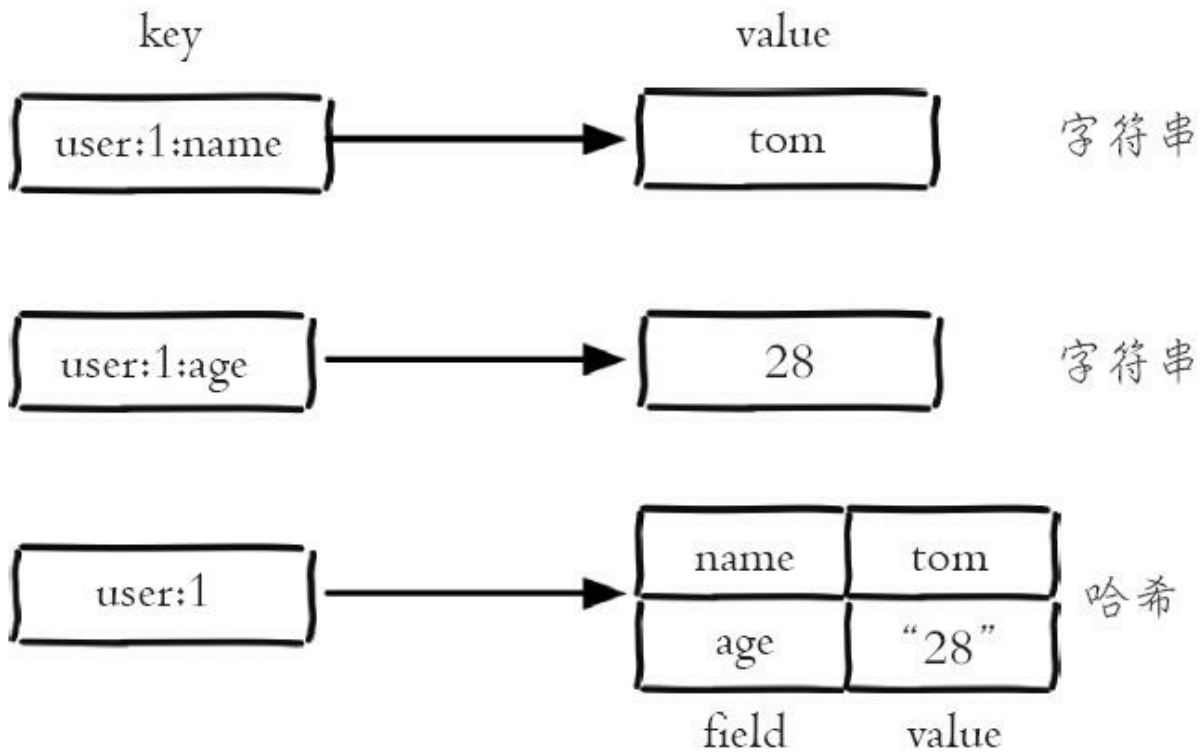 key value
user:1:name tom 字符串
user:1:age 28 字符串
user:1 name tom 哈希
age “28”
field value